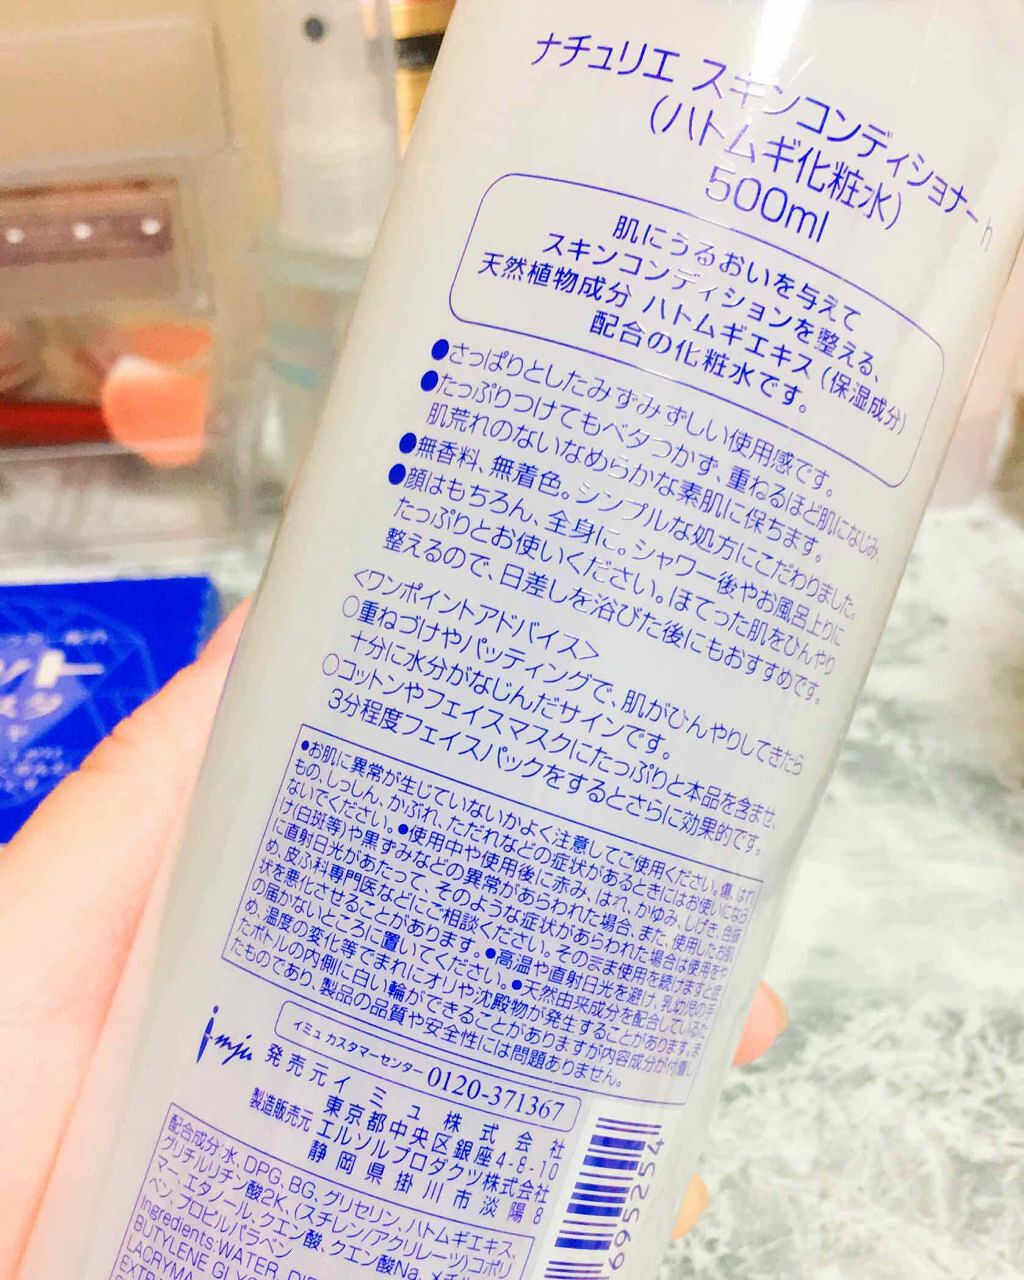 ナチュリエ スキンコンディショナー h
(ハトムギ化粧水)
500ml
肌にうるおいを与えて
スキンコンディションを整える、
天然植物成分 ハトムギエキス (保湿成分)
配合の化粧水です。
●さっぱりとしたみずみずしい使用感です。
●たっぷりつけてもベタつかず、重ねるほど肌になじみ、
肌荒れのないなめらかな素肌に保ちます。
●無香料、無着色。シンプルな処方にこだわりました。
●顔はもちろん、全身に。シャワー後やお風呂上りに
たっぷりとお使いください。ほてった肌をひんやり
整えるので、日差しを浴びた後にもおすすめです。
<ワンポイントアドバイス>
○重ねづけやパッティングで、肌がひんやりしてきたら
十分に水分がなじんだサインです。
○コットンやフェイスマスクにたっぷりと本品を含ませ、
3分程度フェイスパックをするとさらに効果的です。
●お肌に異常が生じていないかよく注意してご使用ください。傷、はれ
もの、しっしん、かぶれ、ただれなどの症状があるときにはお使いになら
ないでください。●使用中や使用後に赤み、はれ、かゆみ、しげき、色抜
け(白斑等)や黒ずみなどの異常があらわれた場合、また、使用したお肌
に直射日光があたって、そのような症状があらわれた場合は使用をや
め、皮ふ科専門医などにご相談ください。そのまま使用を続けますと症
状を悪化させることがあります。●高温や直射日光を避け、乳幼児の手
の届かないところに置いてください。●天然由来成分を配合しているた
め、温度の変化等でまれにオリや沈殿物が発生することがあります。ま
たボトルの内側に白い輪ができることがありますが内容成分が付着し
たものであり、製品の品質や安全性には問題ありません。
imju
イミュ カスタマーセンター 0120-371367
発売元 イミュ株式会社
東京都中央区銀座4-8-10
製造販売元 エルソルプロダクツ株式会社
静岡県掛川市淡陽8
配合成分:水、DPG、BG、グリセリン、ハトムギエキス、
グリチルリチン酸2K、(スチレン/アクリレーツ)コポリ
マー、エタノール、クエン酸、クエン酸Na、メチルパラ
ベン、プロピルパラベン
Ingredients:WATER,
BUTYLENE
LACRYMA
695254
ット